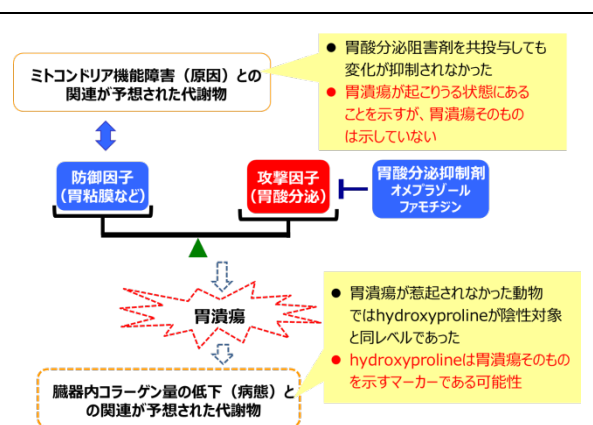 ● 胃酸分泌阻害剤を共投与しても
変化が抑制されなかった
● 胃潰瘍が起こりうる状態にある
ことを示すが、胃潰瘍そのもの
は示していない
ミトコンドリア機能障害（原因）との
関連が予想された代謝物
防御因子
（胃粘膜など）
攻撃因子
（胃酸分泌）
胃酸分泌抑制剤
オメプラゾール
ファモチジン
胃潰瘍
● 胃潰瘍が惹起されなかった動物
ではhydroxyprolineが陰性対象
と同レベルであった
● hydroxyprolineは胃潰瘍そのもの
を示すマーカーである可能性
臓器内コラーゲン量の低下（病態）と
の関連が予想された代謝物